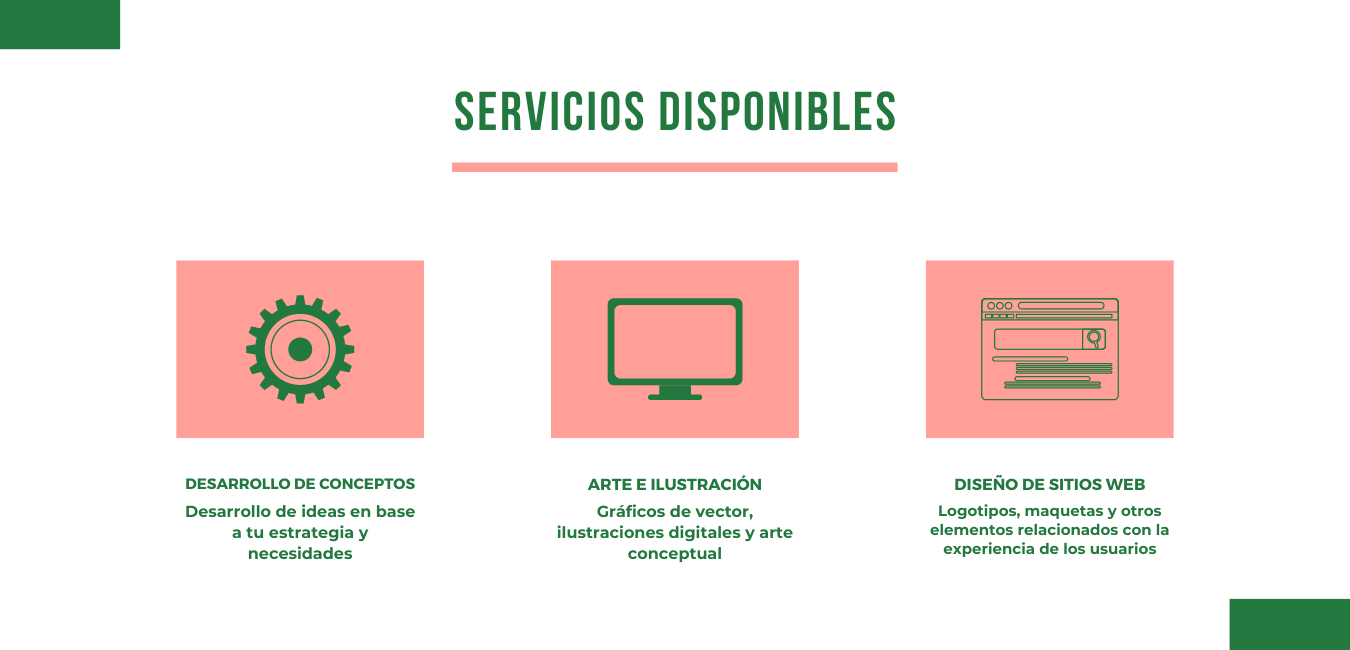 SERVICIOS DISPONIBLES
DESARROLLO DE CONCEPTOS
Desarrollo de ideas en base
a tu estrategia y
necesidades
ARTE E ILUSTRACIÓN
Gráficos de vector,
ilustraciones digitales y arte
conceptual
DISEÑO DE SITIOS WEB
Logotipos, maquetas y otros
elementos relacionados con la
experiencia de los usuarios